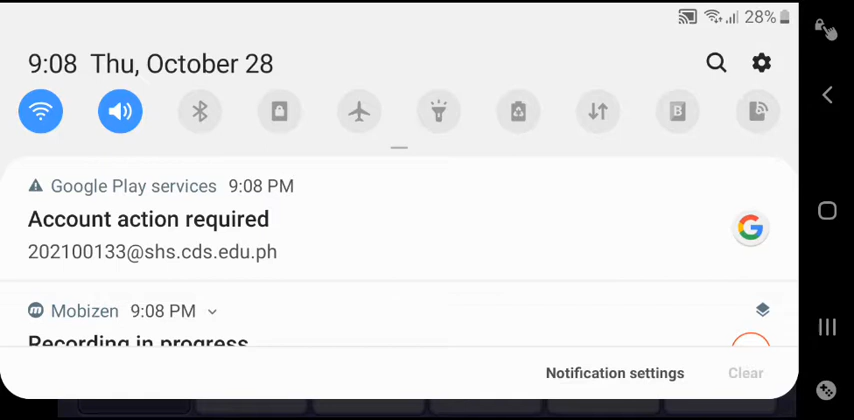 28%
9:08 Thu, October 28
B
Google Play services 9:08 PM
Account action required
202100133@shs.cds.edu.ph
Mobizen 9:08 PM
Recording in progress
Notification settings Clear